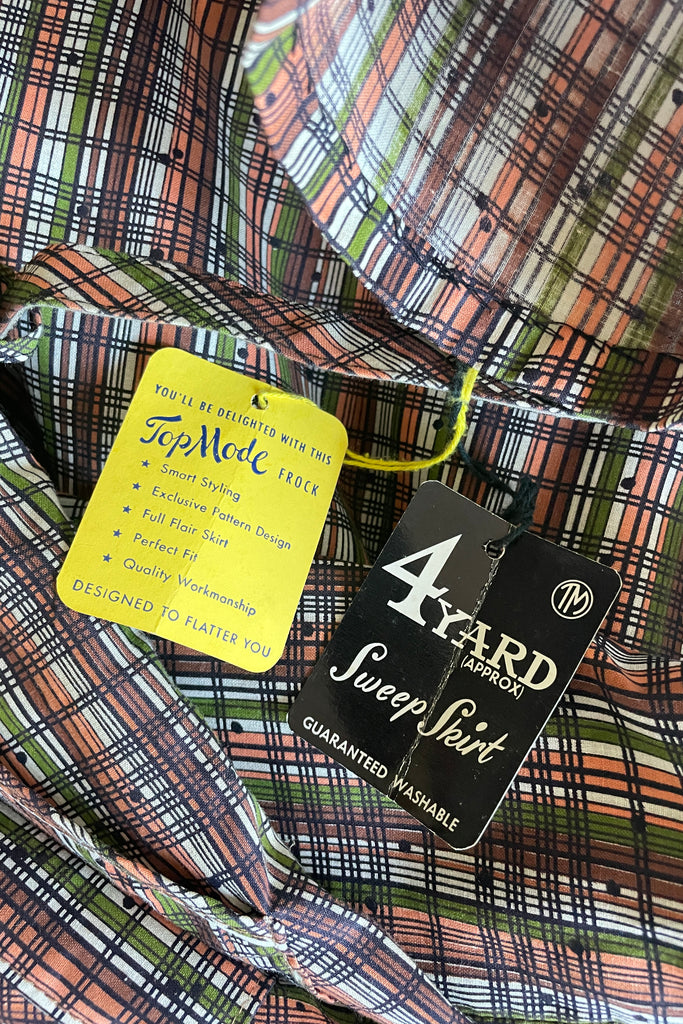 YOU'LL BE DELIGHTED WITH THIS
TopMode FROCK
★ Smart Styling
★ Exclusive Pattern Design
★ Full Flair Skirt
★ Perfect Fit
★ Quality Workmanship
DESIGNED TO FLATTER YOU
TM
4 YARD
(APPROX)
Sweep Skirt
GUARANTEED WASHABLE